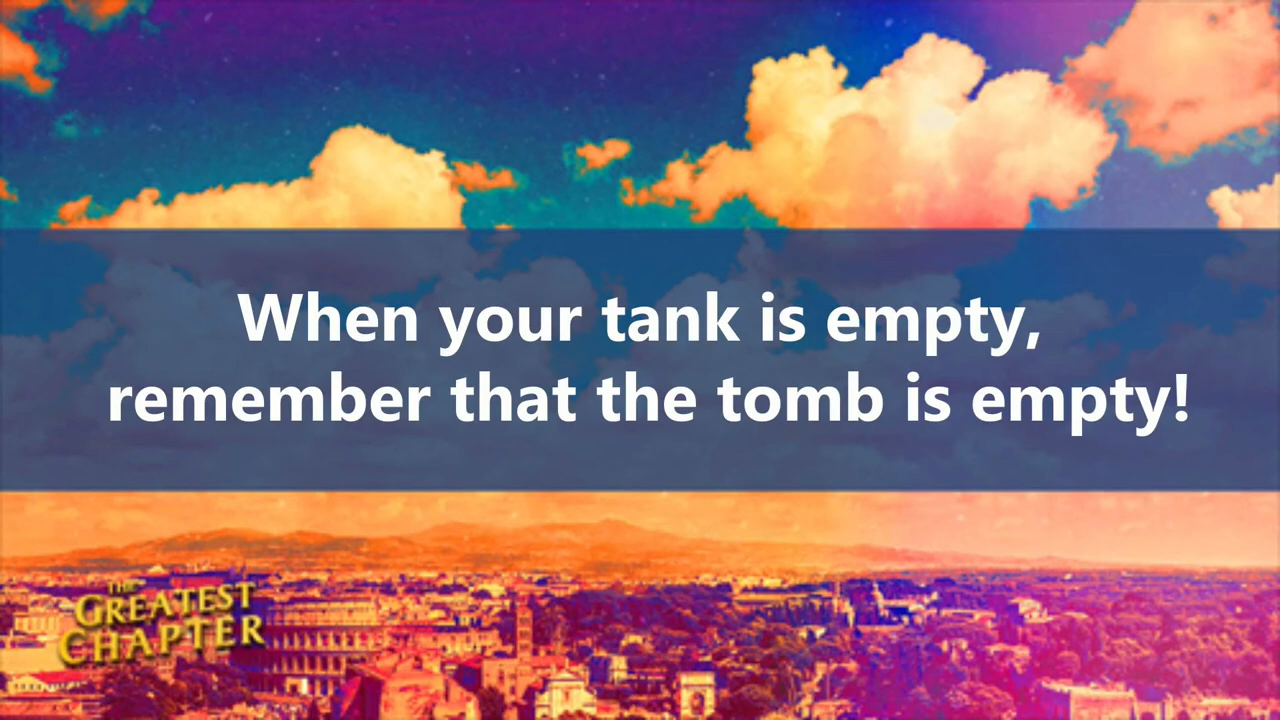 When your tank is empty,
remember that the tomb is empty!
THE
GREATEST
CHAPTER